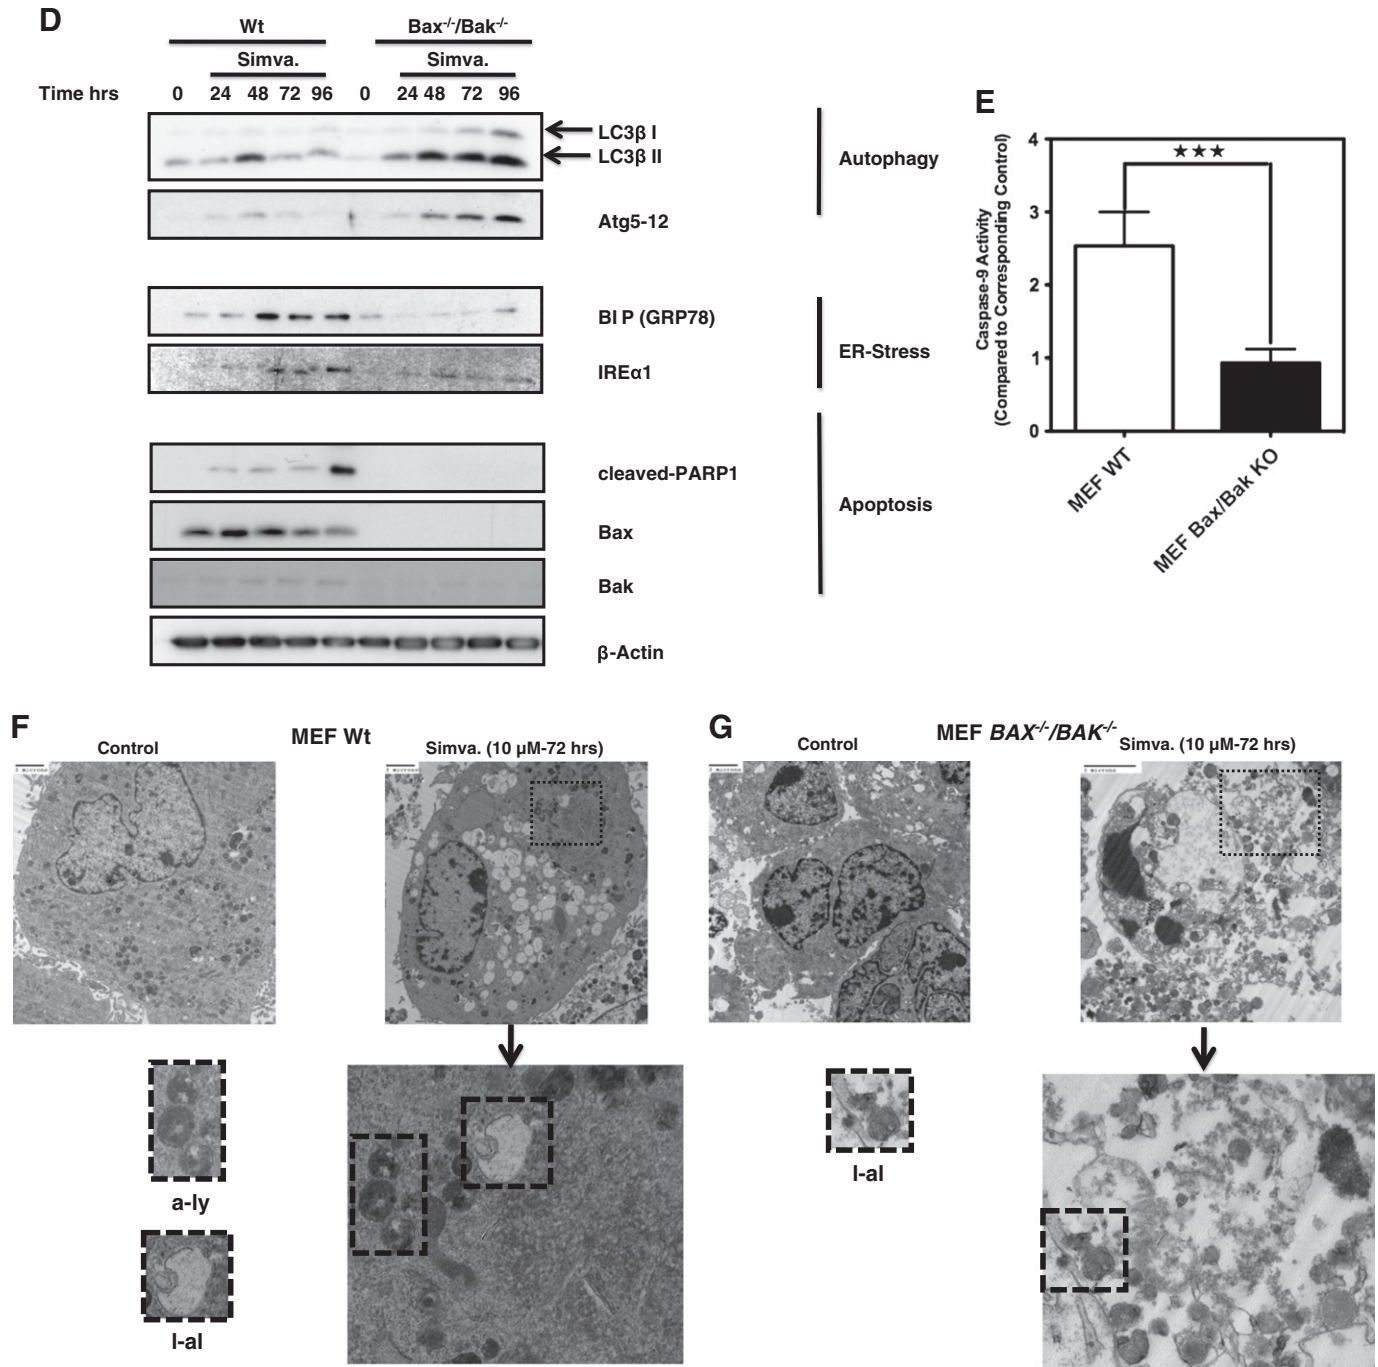 D
Wt
Bax-/-/Bak-/-
Simva.
Simva.
Time hrs
0 24 48 72 96 0 24 48 72 96
LC3β I
LC3β II
Autophagy
Atg5-12
BI P (GRP78)
ER-Stress
IREα1
cleaved-PARP1
Apoptosis
Bax
Bak
β-Actin
E
Caspase-9 Activity
(Compared to Corresponding Control)
4
3
2
1
0
★★★
MEF WT
MEF Bax/Bak KO
F
MEF Wt
Control
Simva. (10 µM-72 hrs)
2 microns
a-ly
l-al
G
MEF BAX-/-/BAK-/-
Control
Simva. (10 µM-72 hrs)
l-al